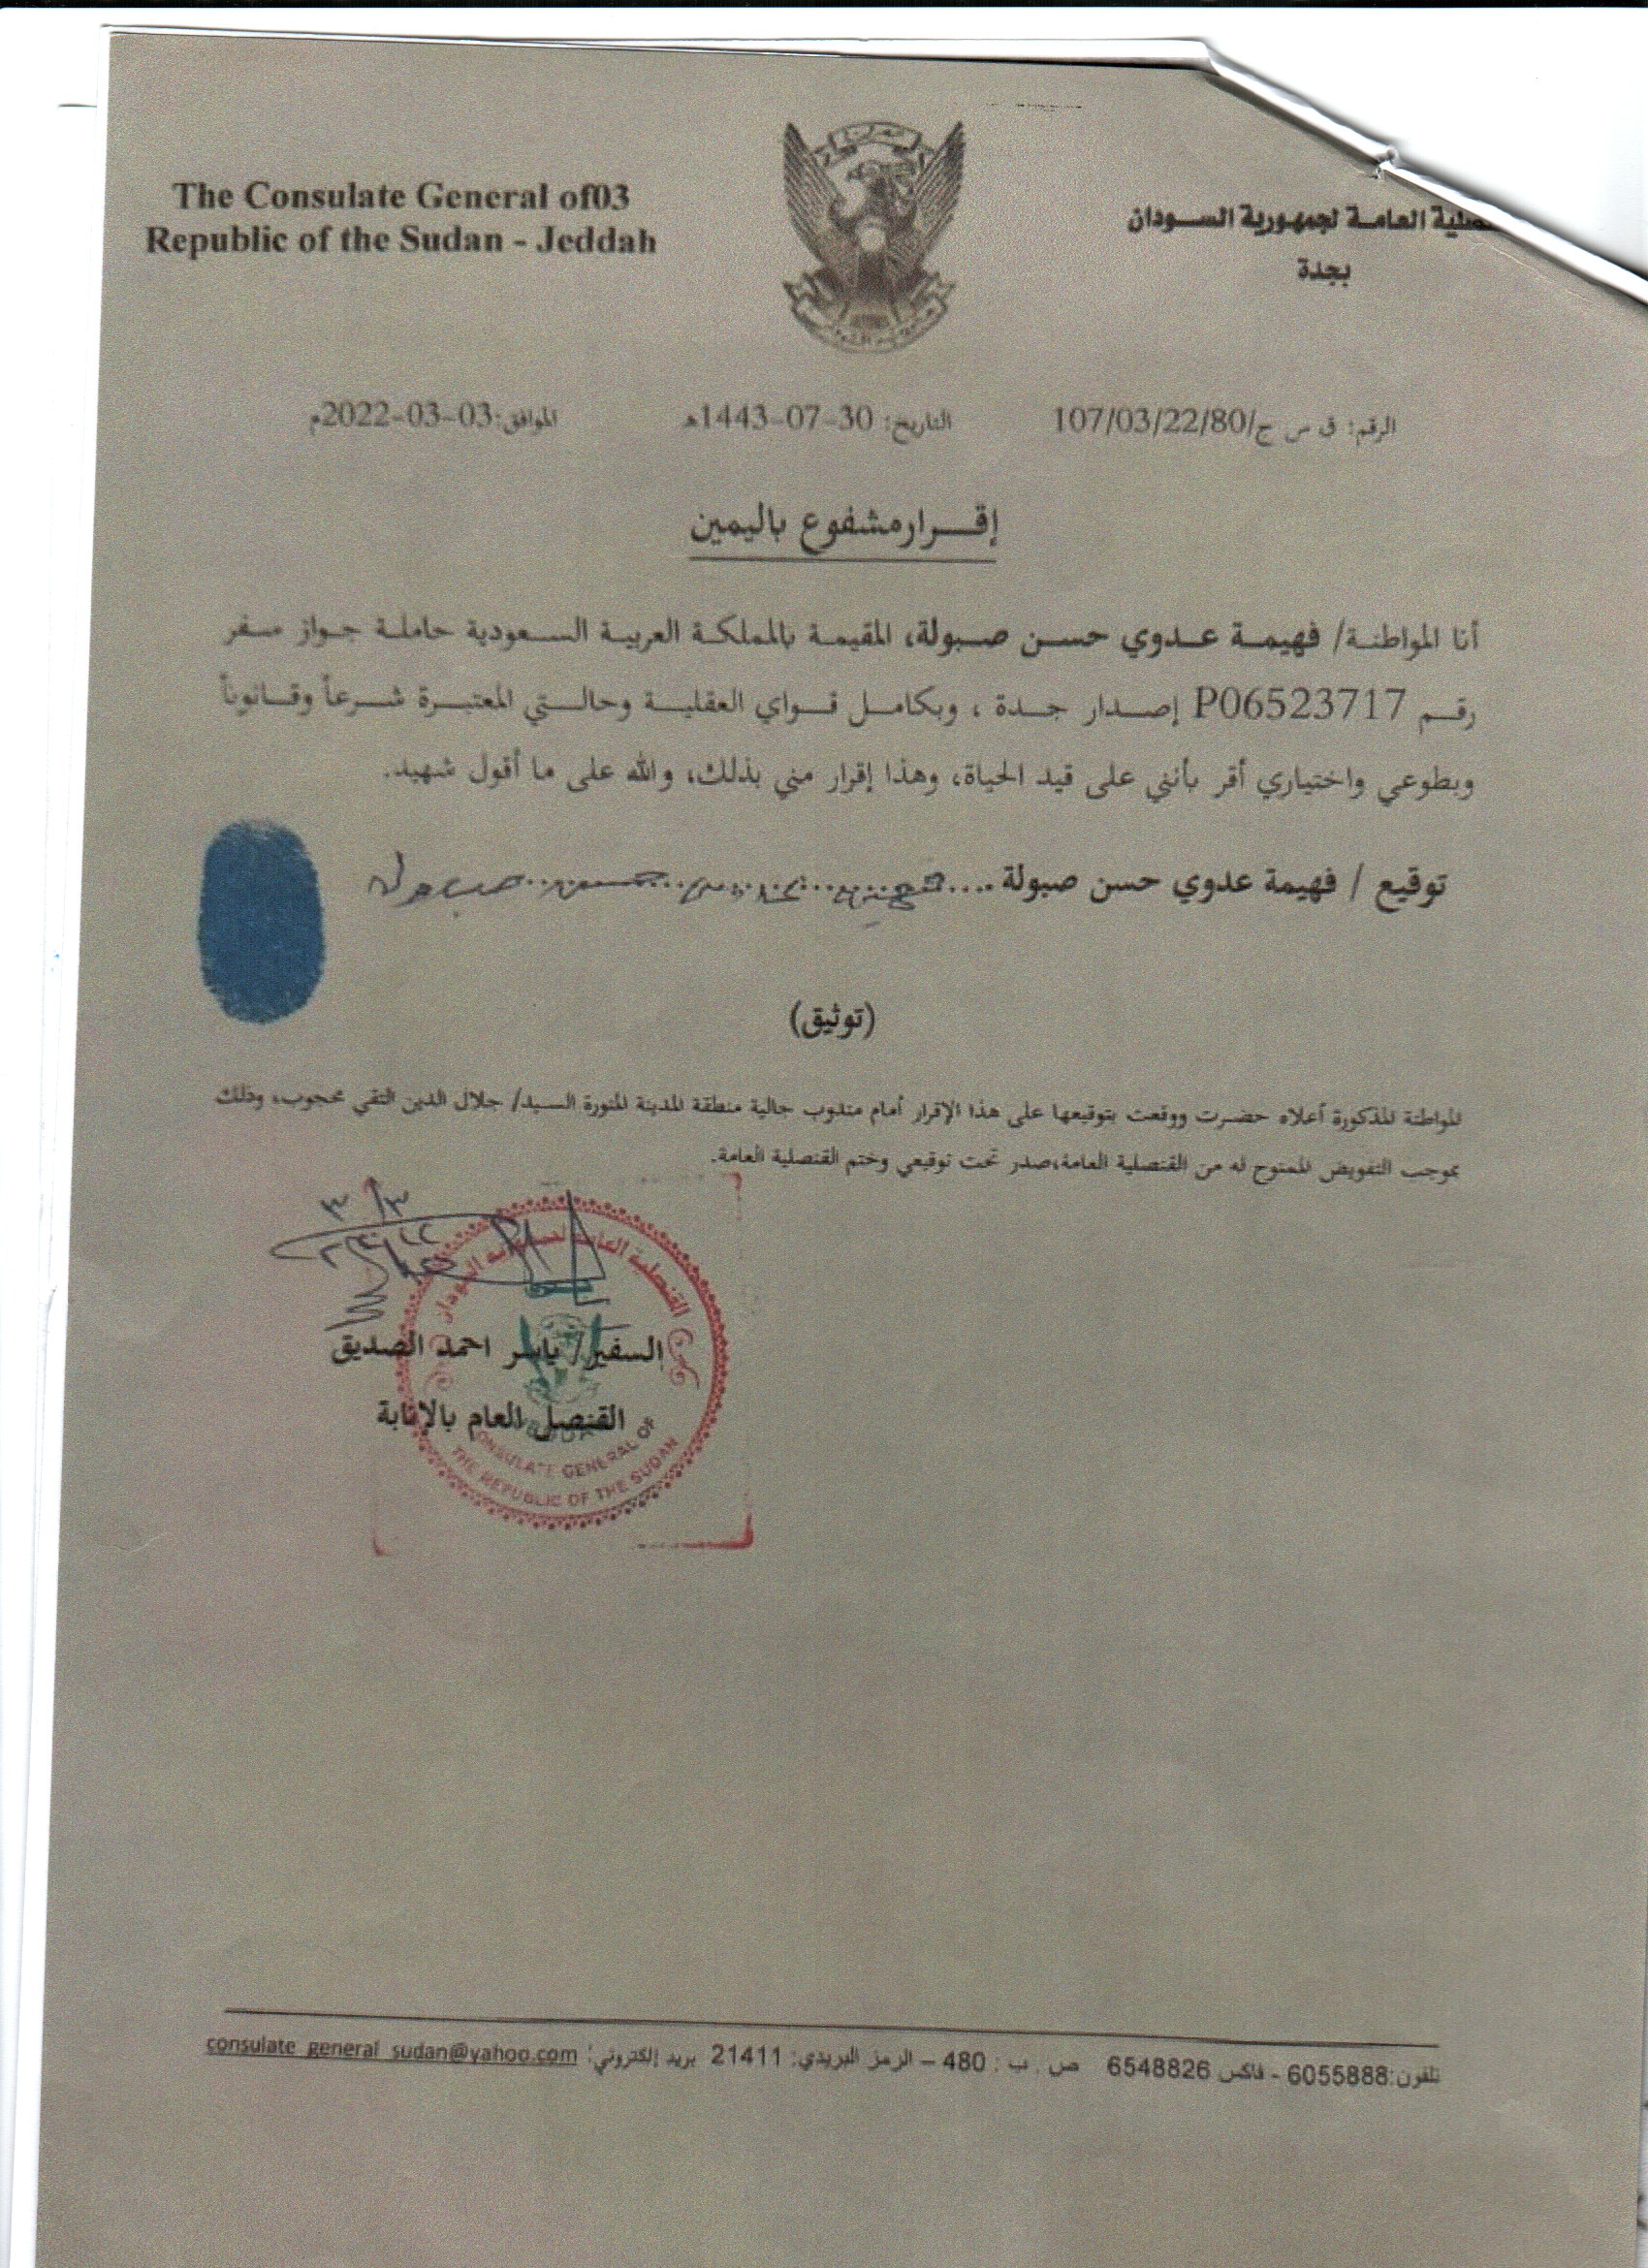 The Consulate General of03
Republic of the Sudan - Jeddah
العامة لجمهورية السودان
بجدة
الرقم: ق س ج/107/03/22/80
التاريخ: 30-07-1443هـ
الموافق:03-03-2022م
إقرار مشفوع باليمين
أنا المواطنة/ فهيمة عدوي حسن صبولة، المقيمة بالمملكة العربية السعودية حاملة جواز سفر
رقم P06523717 إصدار جدة ، وبكامل قواي العقلية وحالتي المعتبرة شرعاً وقانوناً
وبطوعي واختياري أقر بأنني على قيد الحياة، وهذا إقرار مني بذلك، والله على ما أقول شهيد.
توقيع / فهيمة عدوي حسن صبولة .... حسن صبولة
(توثيق)
المواطنة المذكورة أعلاه حضرت ووقعت بتوقيعها على هذا الإقرار أمام مندوب جالية منطقة المدينة المنورة السيد/ جلال الدين التقي محجوب، وذلك
بموجب التفويض الممنوح له من القنصلية العامة،صدر تحت توقيعي وختم القنصلية العامة.
٣/٣
السفير/ ياسر احمد الصديق
القنصل العام بالإنابة
القنصلية العامة لجمهورية السودان
CONSULATE GENERAL OF
THE REPUBLIC OF THE SUDAN
تلفون:6055888 - فاكس 6548826 ص . ب : 480 – الرمز البريدي: 21411 بريد إلكتروني: consulate_general_sudan@yahoo.com